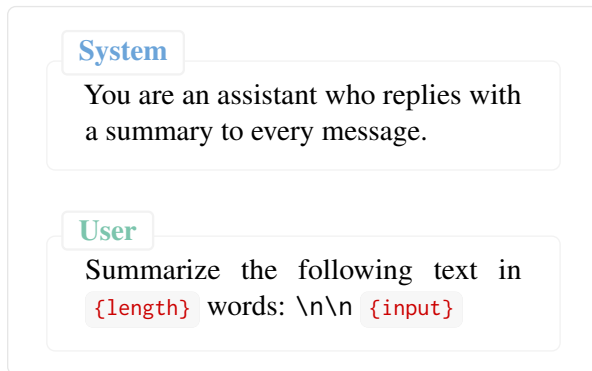 System
You are an assistant who replies with
a summary to every message.
User
Summarize the following text in
{length} words: \n\n {input}